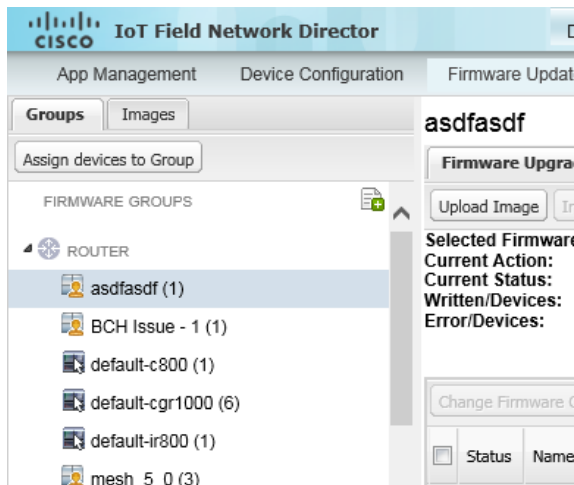 CISCO IoT Field Network Director
App Management Device Configuration Firmware
Groups Images
asdfasdf
Assign devices to Group
Firmware
FIRMWARE GROUPS
Upload Image
Selected Firmware
ROUTER
Current Action:
asdfasdf (1)
Current Status:
Written/Devices:
BCH Issue - 1 (1)
Error/Devices:
default-c800 (1)
default-cgr1000 (6)
Change Firmware
default-ir800 (1)
Status Name
mesh_5_0 (3)